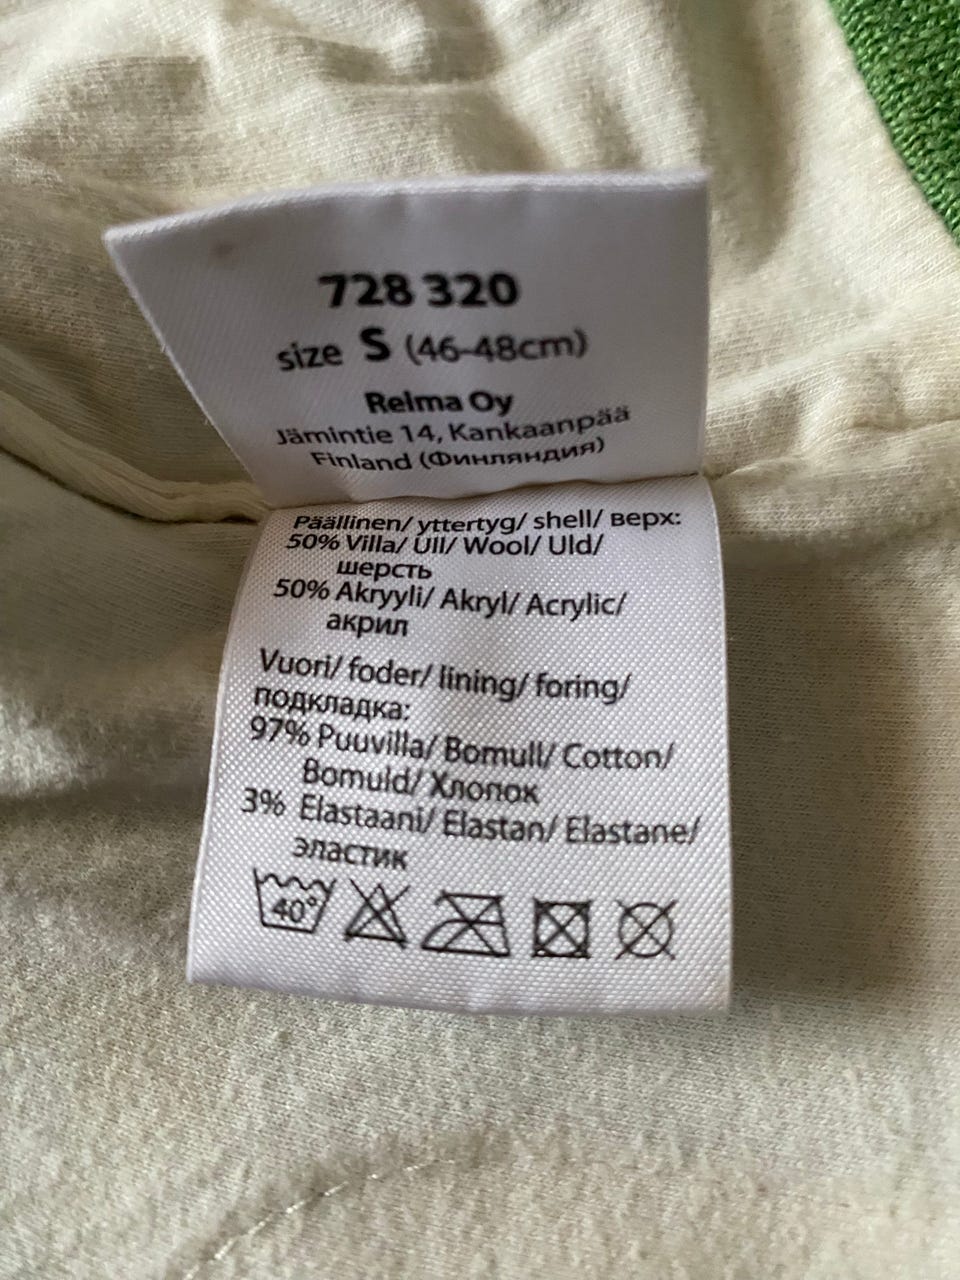 728 320
size S (46-48cm)
Reima Oy
Jämintie 14, Kankaanpää
Finland (Финляндия)
Päällinen/ yttertyg/ shell/ верх:
50% Villa/ Ull/ Wool/ Uld/
шерсть
50% Akryyli/ Akryl/ Acrylic/
акрил
Vuori/ foder/ lining/ foring/
подкладка:
97% Puuvilla/ Bomull/ Cotton/
Bomuld/ Хлопок
3% Elastaani/ Elastan/ Elastane/
эластик
40°